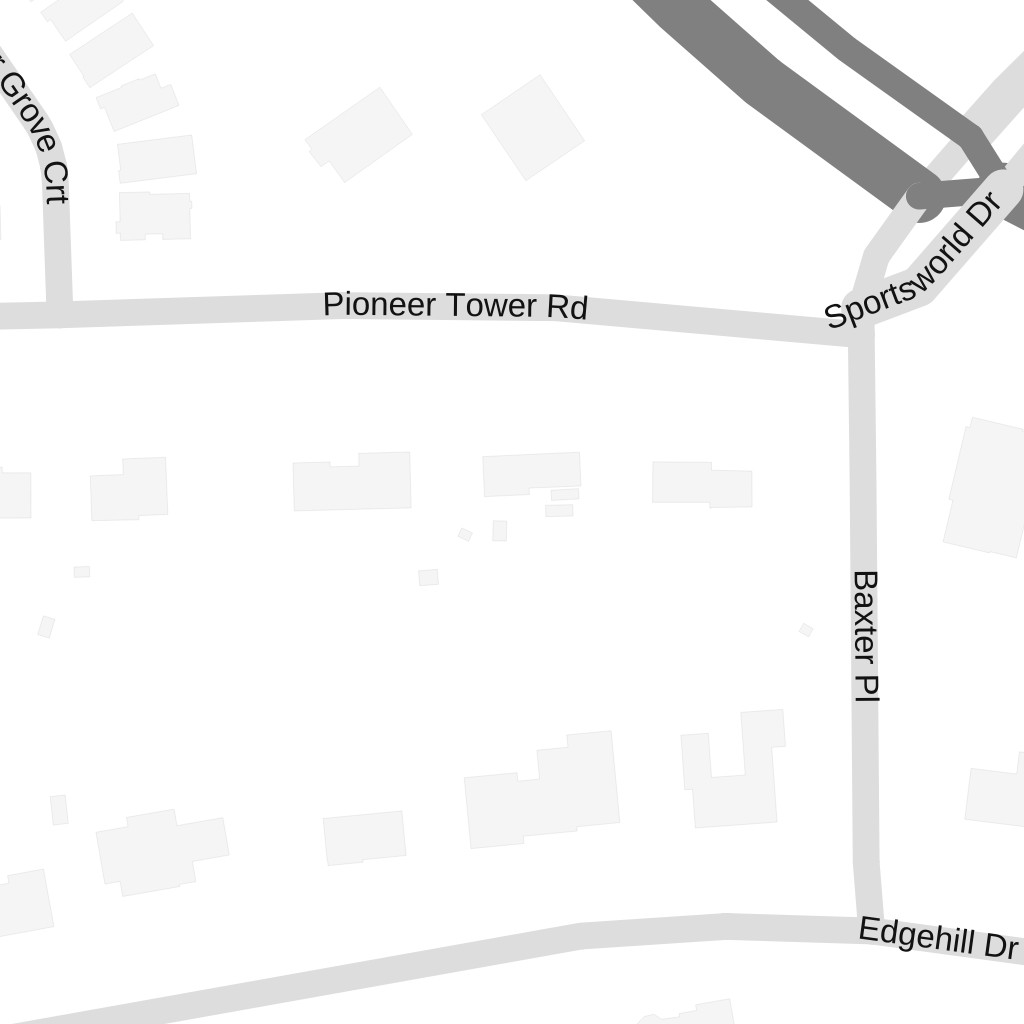 Grove Crt
Pioneer Tower Rd
Sportsworld Dr
Baxter Pl
Edgehill Dr